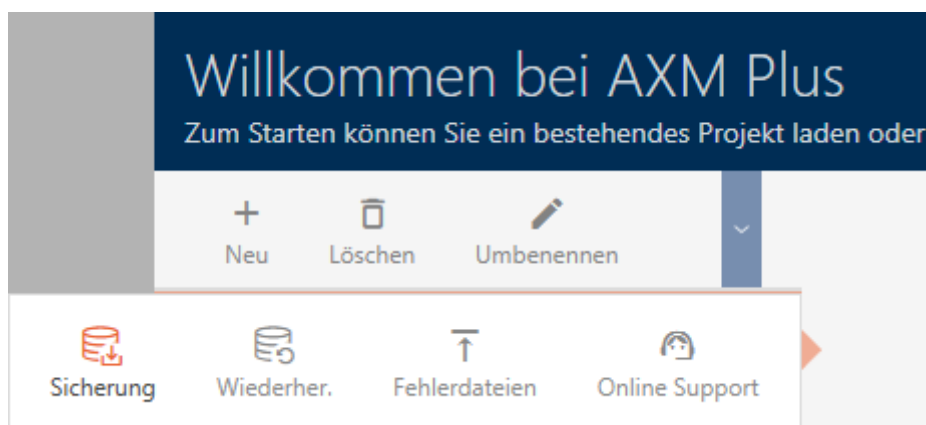 Willkommen bei AXM Plus
Zum Starten können Sie ein bestehendes Projekt laden oder
Neu Löschen Umbenennen
Sicherung Wiederher. Fehlerdateien Online Support